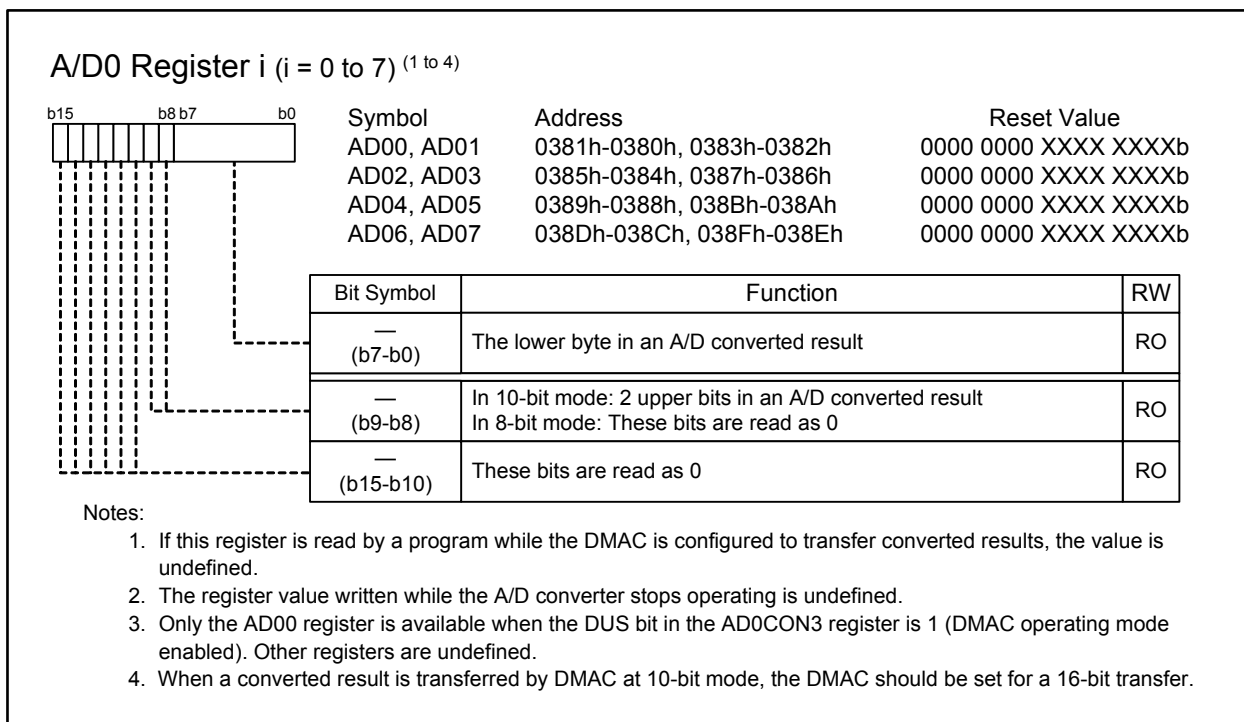 A/D0 Register i (i = 0 to 7) (1 to 4)
b15 b8 b7 b0
Symbol Address Reset Value
AD00, AD01 0381h-0380h, 0383h-0382h 0000 0000 XXXX XXXXb
AD02, AD03 0385h-0384h, 0387h-0386h 0000 0000 XXXX XXXXb
AD04, AD05 0389h-0388h, 038Bh-038Ah 0000 0000 XXXX XXXXb
AD06, AD07 038Dh-038Ch, 038Fh-038Eh 0000 0000 XXXX XXXXb
Bit Symbol Function RW
—
(b7-b0) The lower byte in an A/D converted result RO
—
(b9-b8) In 10-bit mode: 2 upper bits in an A/D converted result
In 8-bit mode: These bits are read as 0 RO
—
(b15-b10) These bits are read as 0 RO
Notes:
1. If this register is read by a program while the DMAC is configured to transfer converted results, the value is
undefined.
2. The register value written while the A/D converter stops operating is undefined.
3. Only the AD00 register is available when the DUS bit in the AD0CON3 register is 1 (DMAC operating mode
enabled). Other registers are undefined.
4. When a converted result is transferred by DMAC at 10-bit mode, the DMAC should be set for a 16-bit transfer.